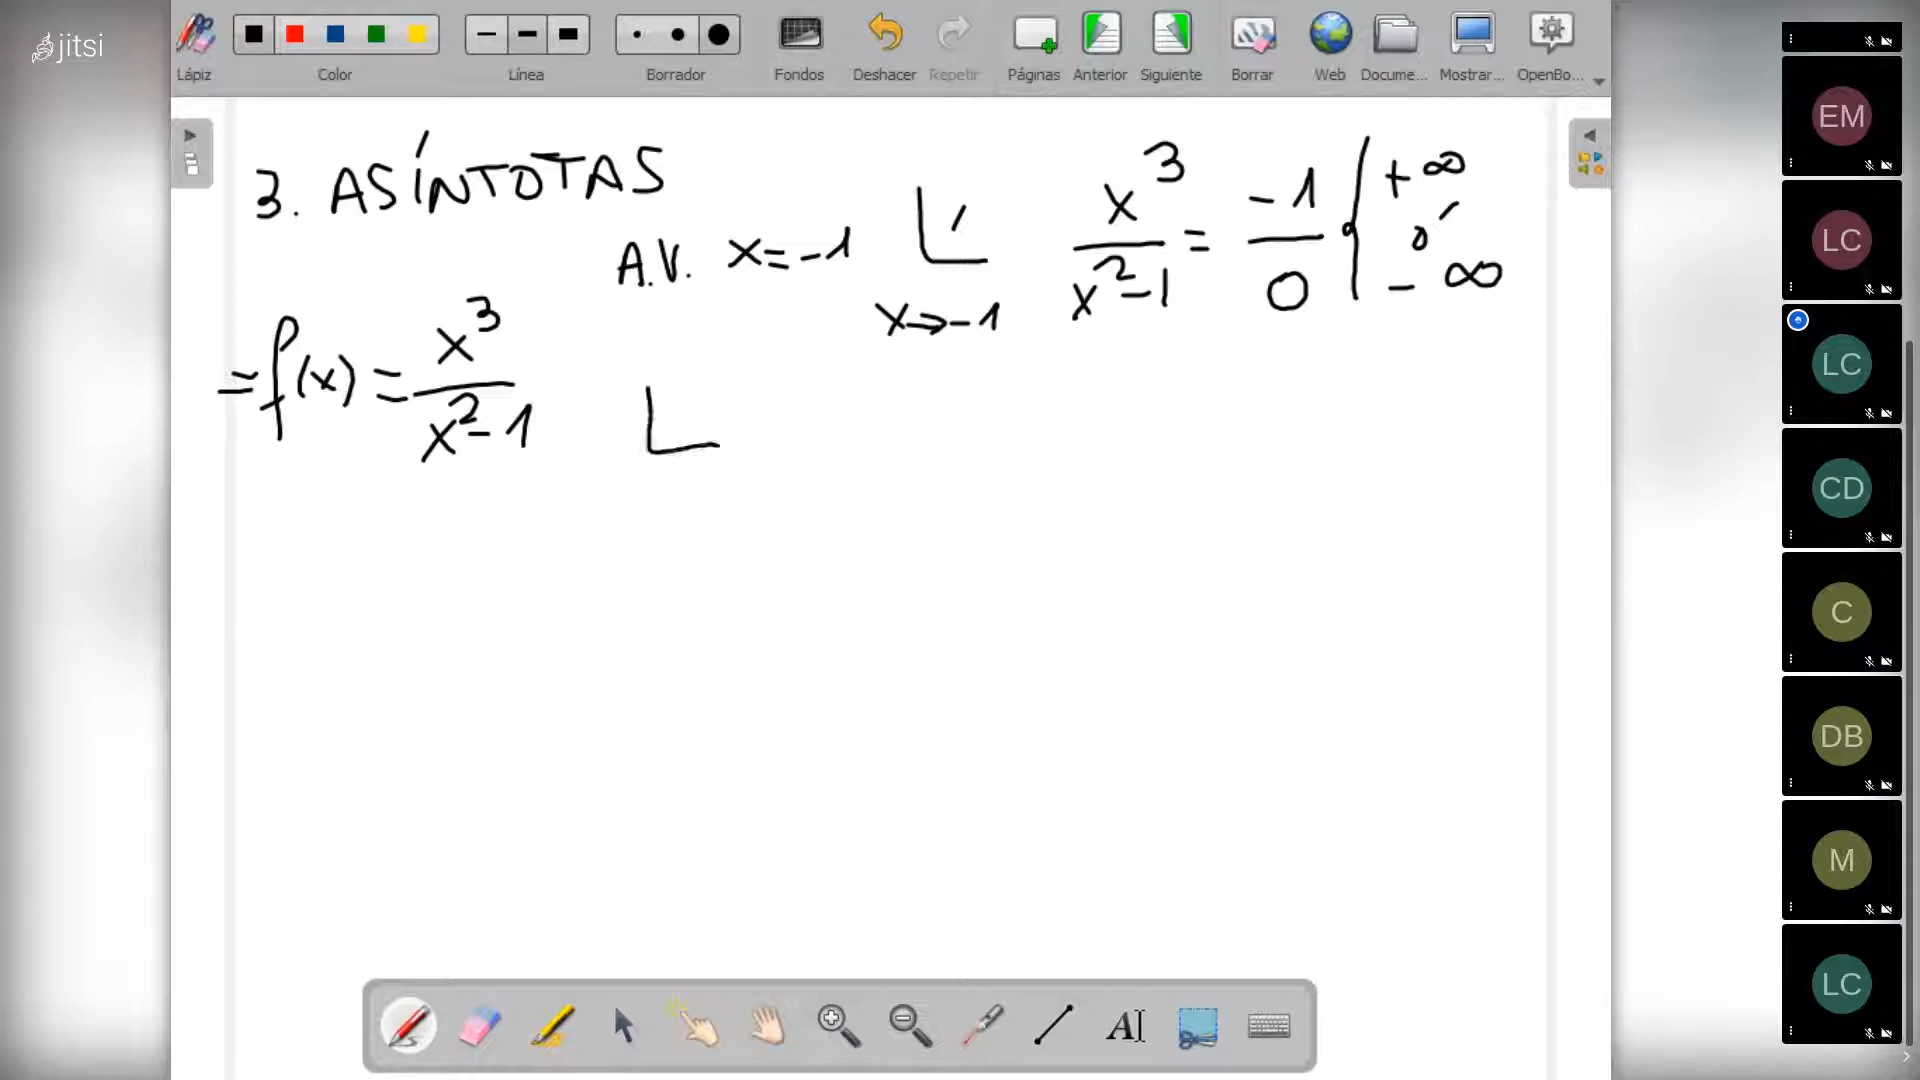 jitsi
Lápiz Color Línea Borrador Fondos Deshacer Repetir Páginas Anterior Siguiente Borrar Web Docume... Mostrar... OpenBo...
3. ASÍNTOTAS
A.V. x=-1 L x→-1 x³/x²-1 = -1/0 { +∞ ó -∞
=f(x) = x³/x²-1 L
AI
EM
LC
LC
CD
C
DB
M
LC